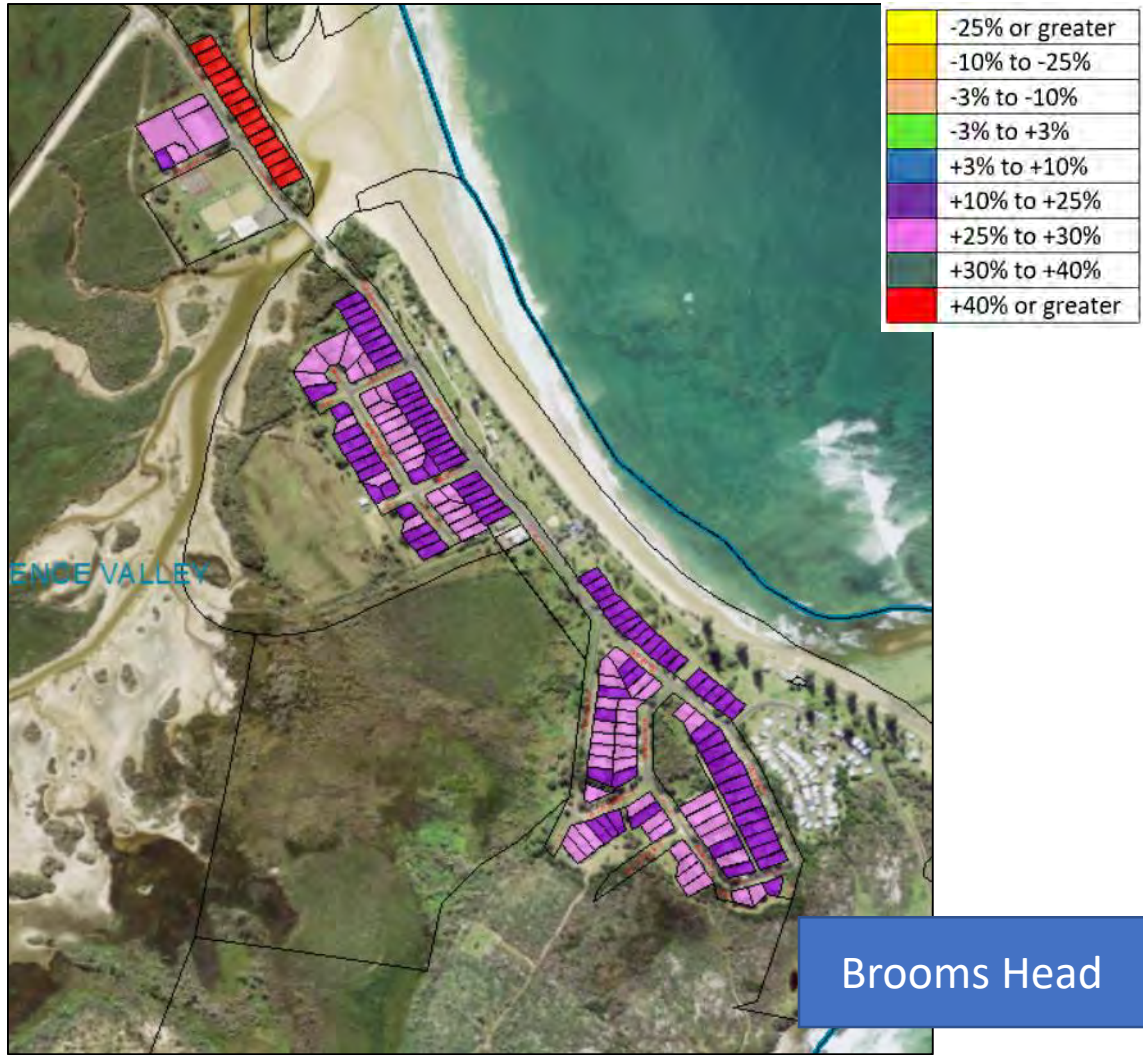 -25% or greater
-10% to -25%
-3% to -10%
-3% to +3%
+3% to +10%
+10% to +25%
+25% to +30%
+30% to +40%
+40% or greater
VALLEY
Brooms Head